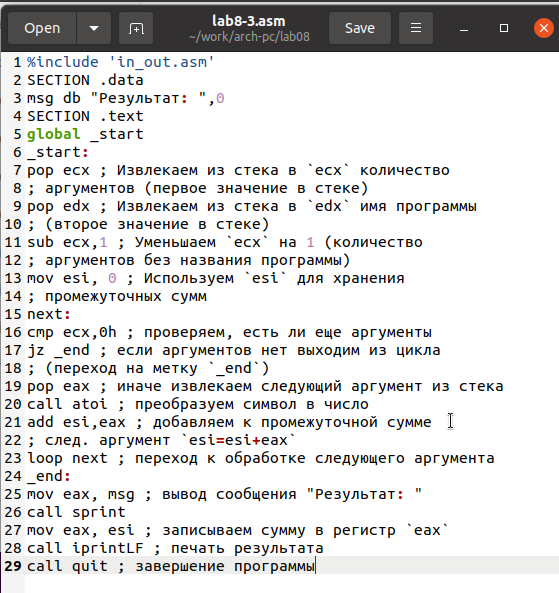 Open
lab8-3.asm
~/work/arch-pc/lab08
Save
1 %include 'in_out.asm'
2 SECTION .data
3 msg db "Результат: ",0
4 SECTION .text
5 global _start
6 _start:
7 pop ecx ; Извлекаем из стека в `ecx` количество
8 ; аргументов (первое значение в стеке)
9 pop edx ; Извлекаем из стека в `edx` имя программы
10 ; (второе значение в стеке)
11 sub ecx,1 ; Уменьшаем `ecx` на 1 (количество
12 ; аргументов без названия программы)
13 mov esi, 0 ; Используем `esi` для хранения
14 ; промежуточных сумм
15 next:
16 cmp ecx,0h ; проверяем, есть ли еще аргументы
17 jz _end ; если аргументов нет выходим из цикла
18 ; (переход на метку `_end`)
19 pop eax ; иначе извлекаем следующий аргумент из стека
20 call atoi ; преобразуем символ в число
21 add esi,eax ; добавляем к промежуточной сумме
22 ; след. аргумент `esi=esi+eax`
23 loop next ; переход к обработке следующего аргумента
24 _end:
25 mov eax, msg ; вывод сообщения "Результат: "
26 call sprint
27 mov eax, esi ; записываем сумму в регистр `eax`
28 call iprintLF ; печать результата
29 call quit ; завершение программы